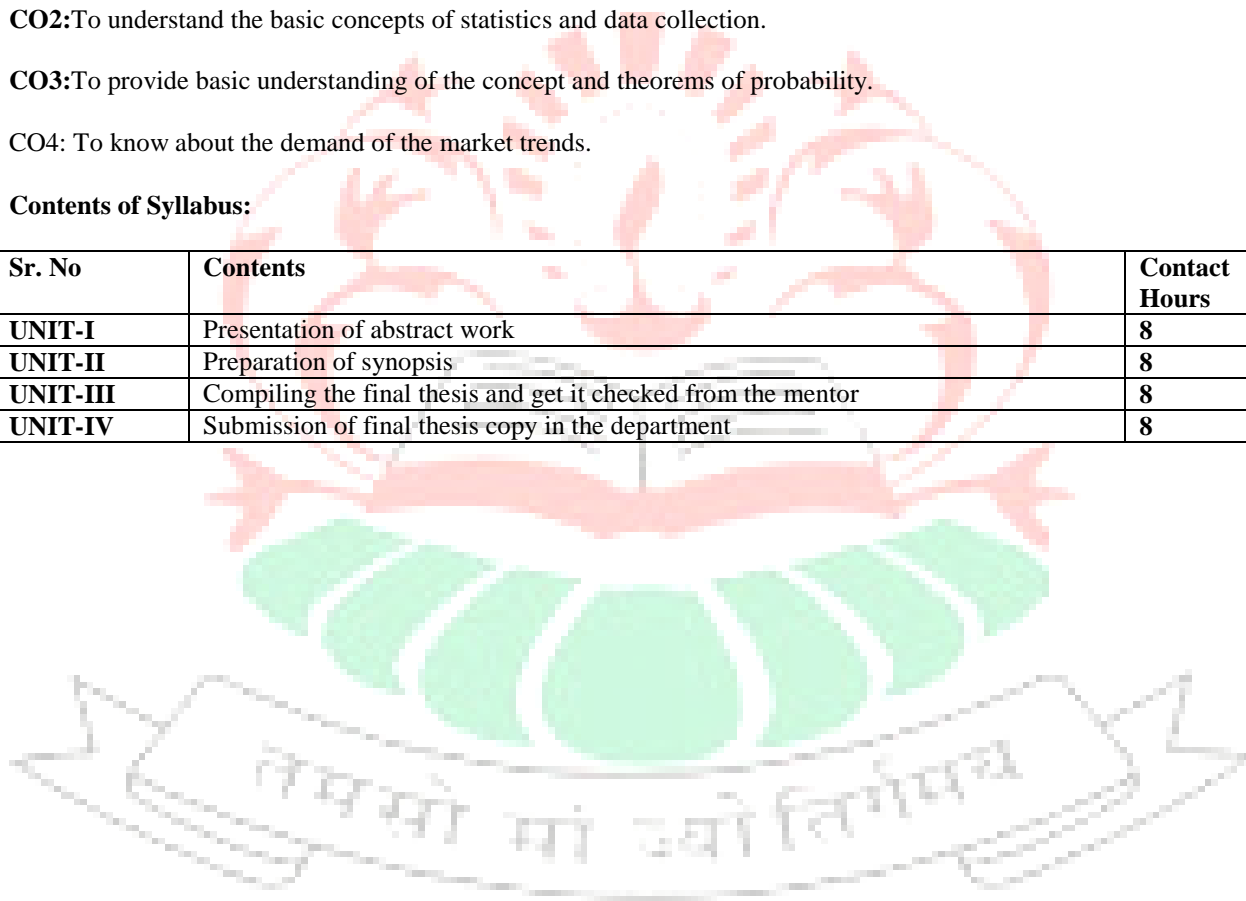 CO2:To understand the basic concepts of statistics and data collection.
CO3:To provide basic understanding of the concept and theorems of probability.
CO4: To know about the demand of the market trends.
Contents of Syllabus:
Sr. No Contents Contact Hours
UNIT-I Presentation of abstract work 8
UNIT-II Preparation of synopsis 8
UNIT-III Compiling the final thesis and get it checked from the mentor 8
UNIT-IV Submission of final thesis copy in the department 8